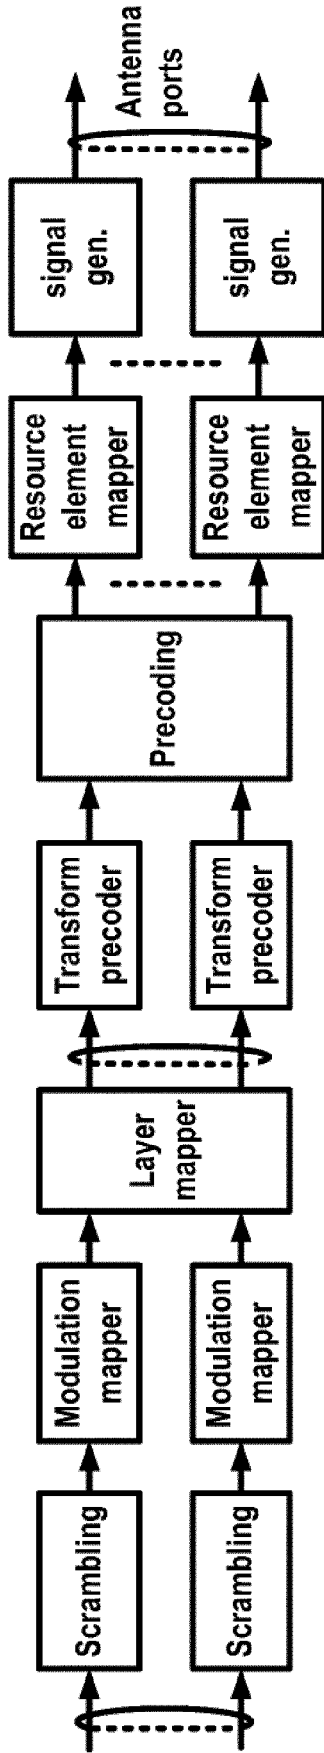 Scrambling
Modulation
mapper
Layer
mapper
Transform
precoder
Precoding
Resource
element
mapper
signal
gen.
Antenna
ports
Scrambling
Modulation
mapper
Transform
precoder
Resource
element
mapper
signal
gen.